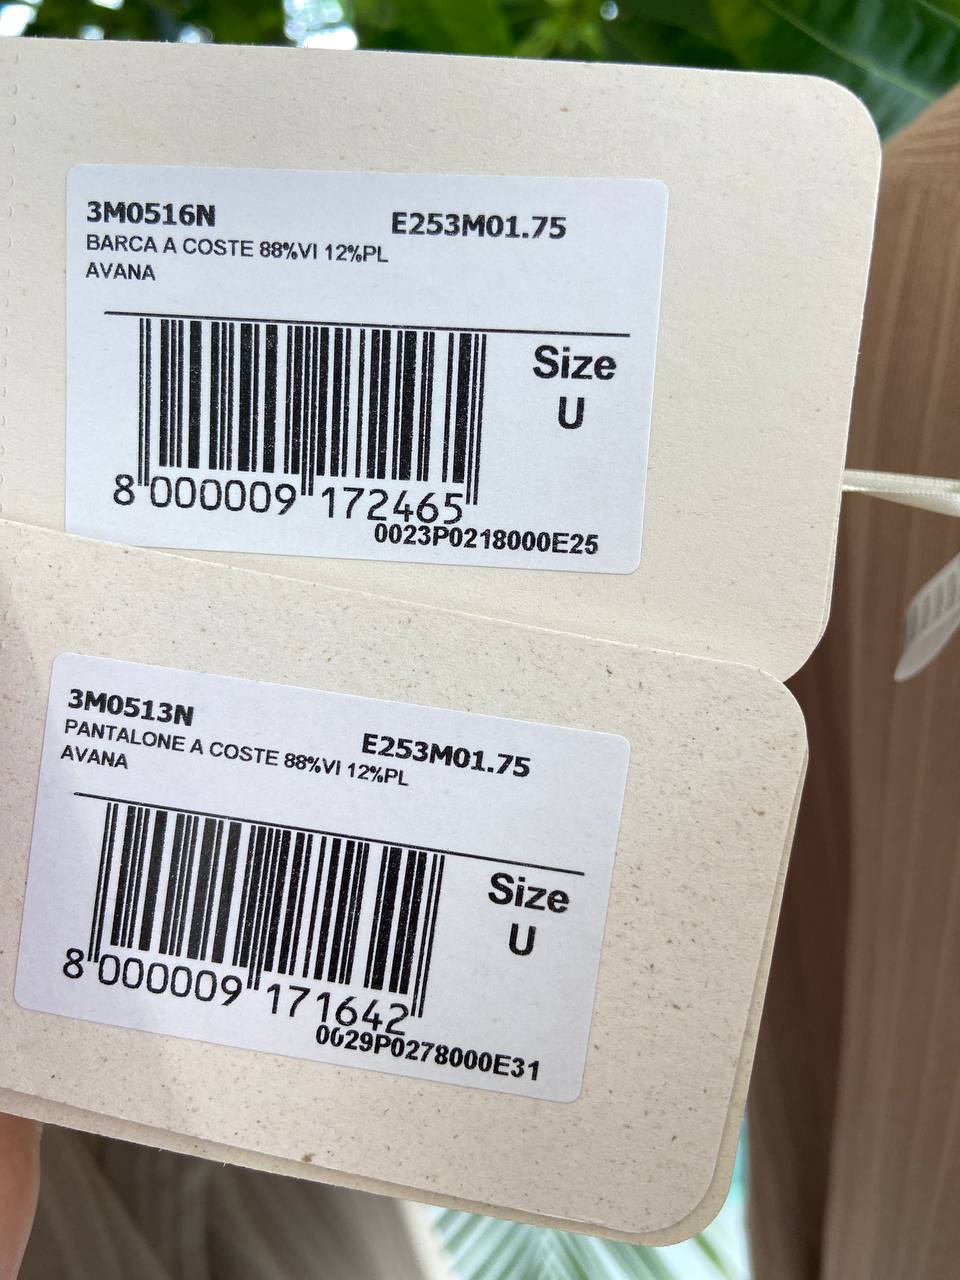 3M0516N E253M01.75
BARCA A COSTE 88%VI 12%PL
AVANA
Size
U
8 000009 172465
0023P0218000E25
3M0513N E253M01.75
PANTALONE A COSTE 88%VI 12%PL
AVANA
Size
U
8 000009 171642
0029P0278000E31